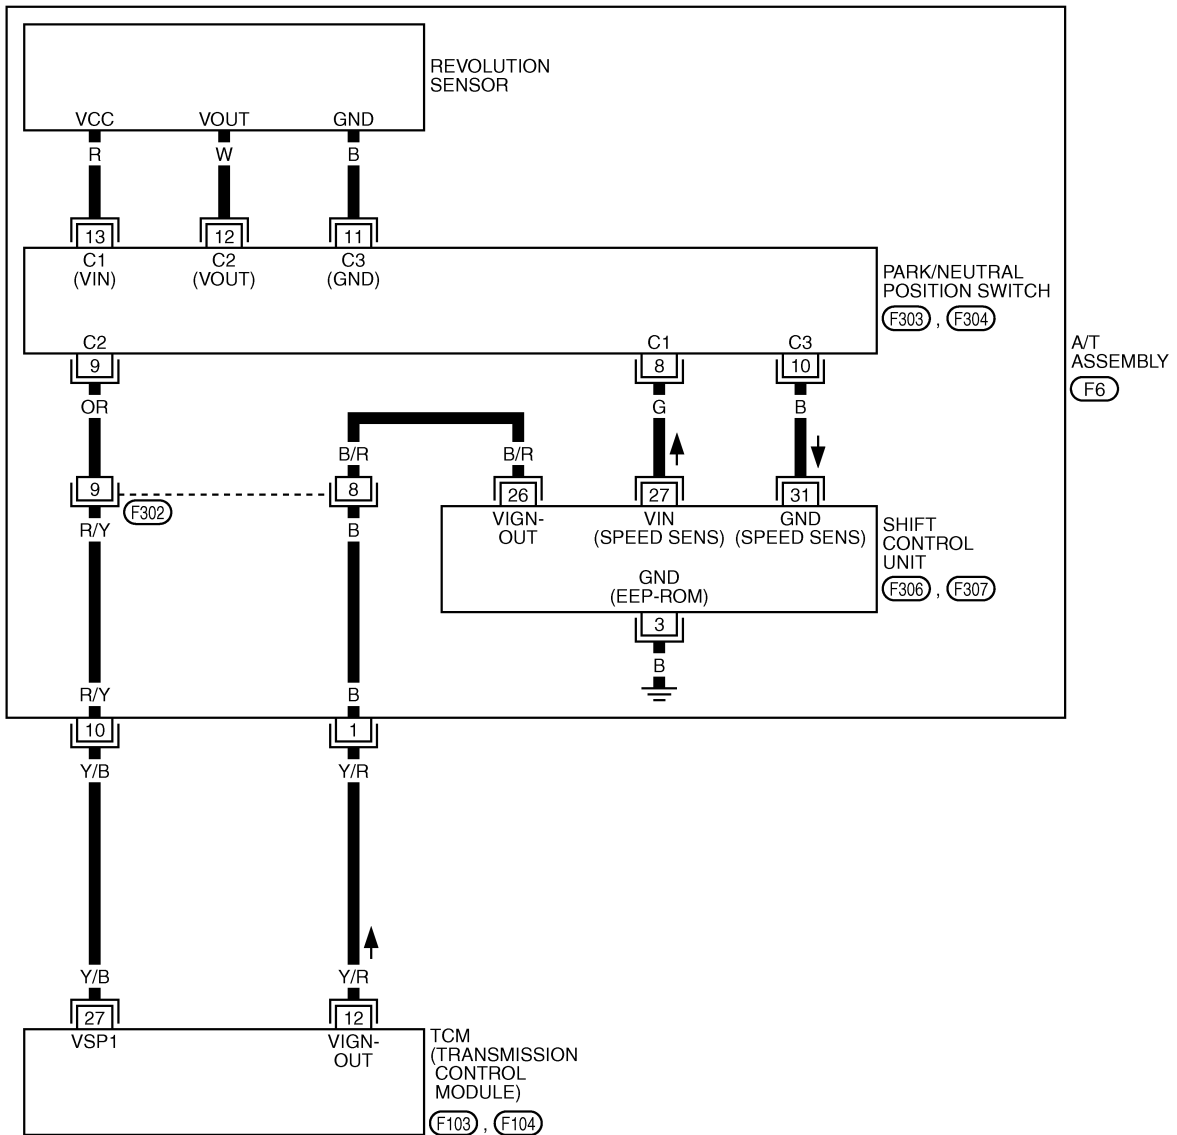 REVOLUTION
SENSOR
VCC VOUT GND
R W B
13 12 11
C1 C2 C3
(VIN) (VOUT) (GND)
PARK/NEUTRAL
POSITION SWITCH
F303 , F304
C2 C1 C3
9 8 10
A/T
ASSEMBLY
F6
OR G B
B/R B/R
9 8 26 27 31
F302
R/Y B
VIGN-
OUT
VIN
(SPEED SENS)
GND
(SPEED SENS)
SHIFT
CONTROL
UNIT
F306 , F307
GND
(EEP-ROM)
3
B
R/Y B
10 1
Y/B Y/R
Y/B Y/R
27 12
VSP1
VIGN-
OUT
TCM
(TRANSMISSION
CONTROL
MODULE)
F103 , F104